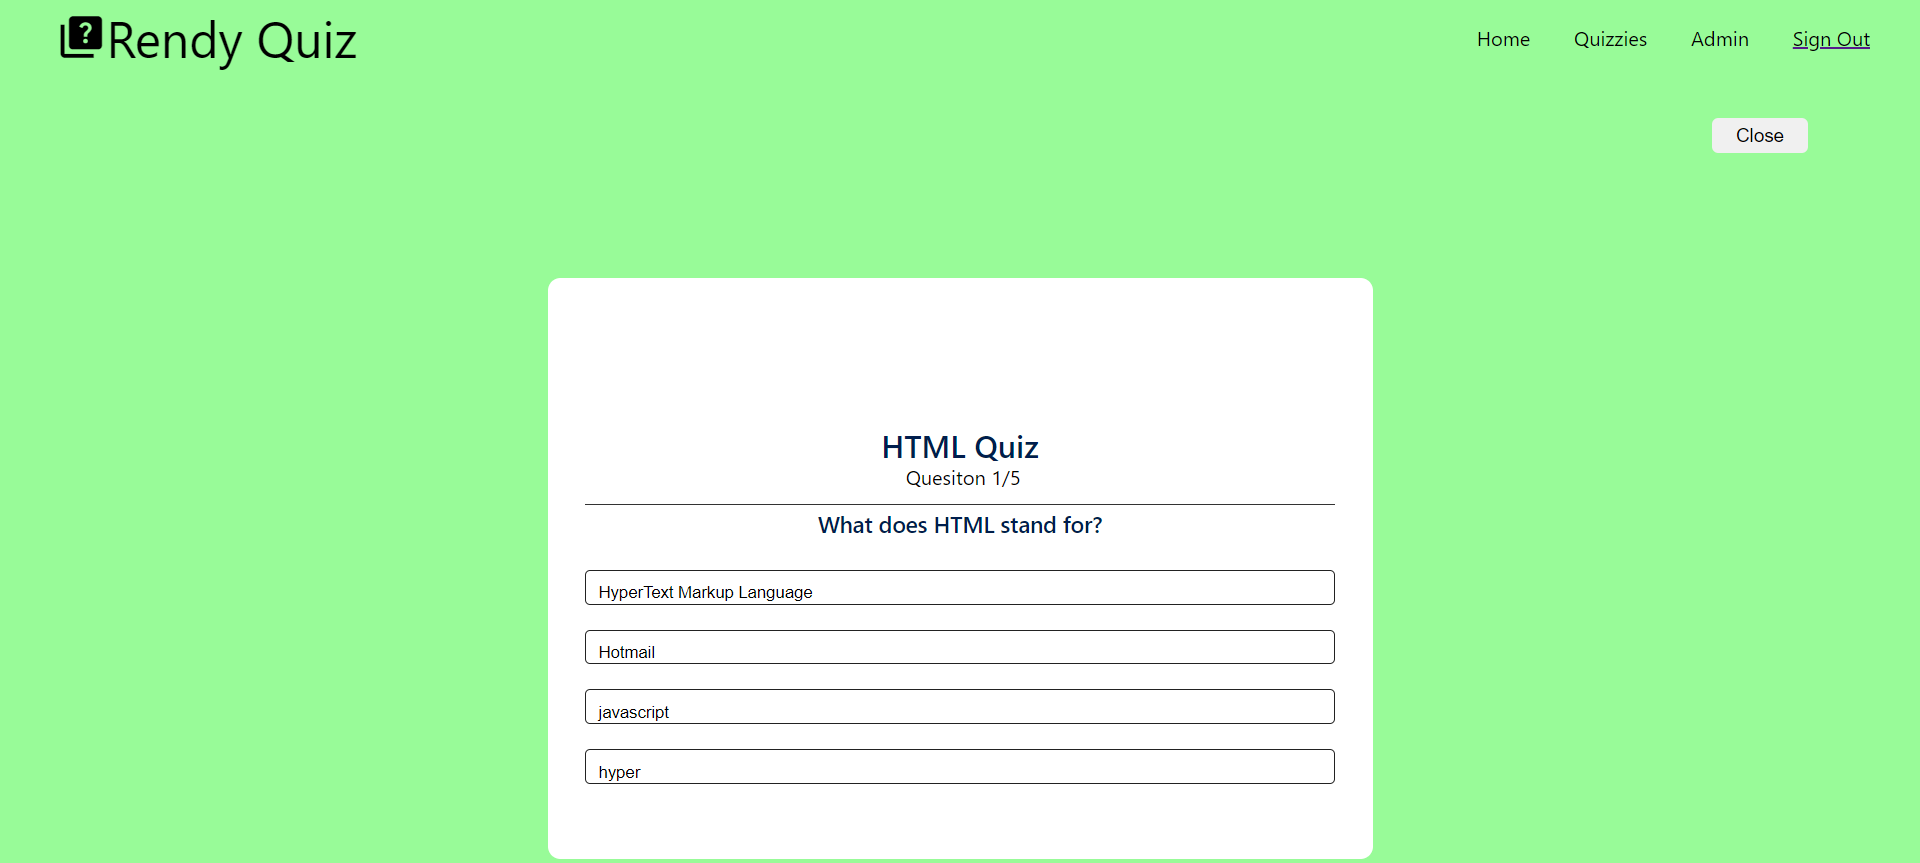 ?
Rendy Quiz
Home Quizzies Admin Sign Out
Close
HTML Quiz
Quesiton 1/5
What does HTML stand for?
HyperText Markup Language
Hotmail
javascript
hyper